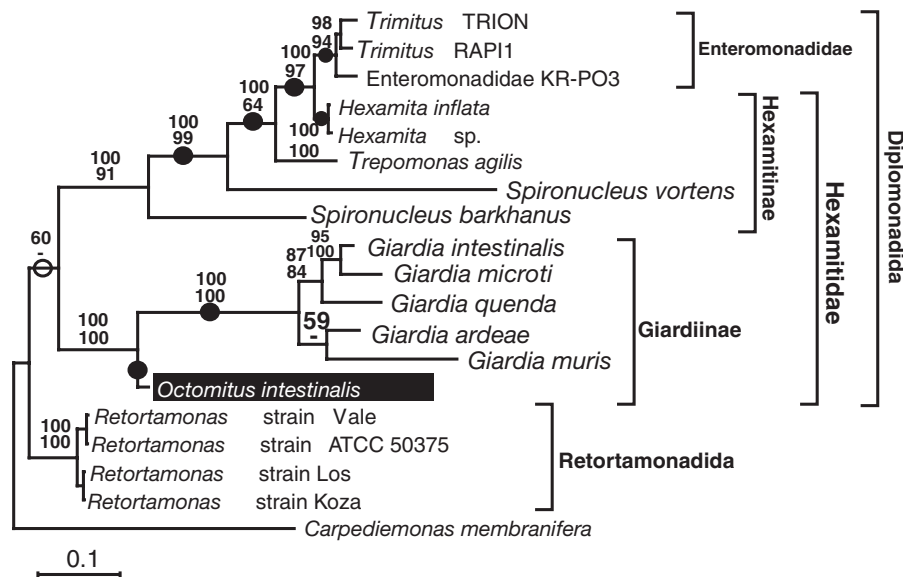 98
94
Trimitus TRION
Trimitus RAPI1
Enteromonadidae KR-PO3
Enteromonadidae
100
97
Hexamita inflata
Hexamita sp.
100
100
64
100
Trepomonas agilis
100
99
Spironucleus vortens
100
91
Spironucleus barkhanus
Hexamitinae
60
-
95
100
Giardia intestinalis
87
84
Giardia microti
Giardia quenda
100
100
59
-
Giardia ardeae
Giardia muris
Giardiinae
100
100
Octomitus intestinalis
Hexamitidae
Diplomonadida
Retortamonas strain Vale
100
100
Retortamonas strain ATCC 50375
Retortamonas strain Los
Retortamonas strain Koza
Retortamonadida
Carpediemonas membranifera
0.1